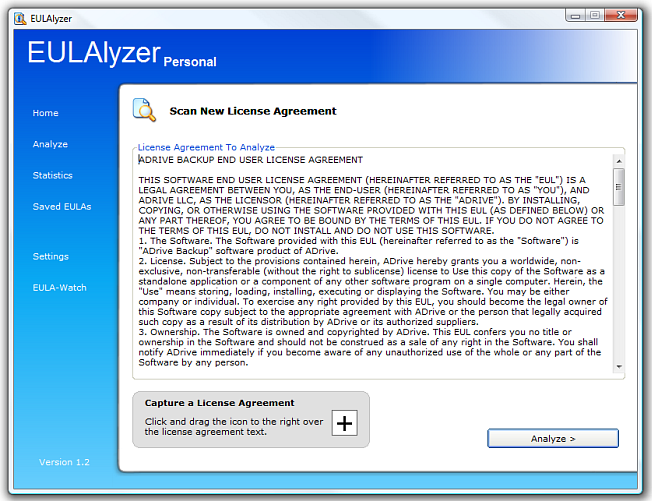 EULAlyzer
EULAlyzer Personal
Home
Analyze
Statistics
Saved EULAs
Settings
EULA-Watch
Version 1.2
Scan New License Agreement
License Agreement To Analyze
ADRIVE BACKUP END USER LICENSE AGREEMENT
THIS SOFTWARE END USER LICENSE AGREEMENT (HEREINAFTER REFERRED TO AS THE "EUL") IS A
LEGAL AGREEMENT BETWEEN YOU, AS THE END-USER (HEREINAFTER REFERRED TO AS "YOU"), AND
ADRIVE LLC, AS THE LICENSOR (HEREINAFTER REFERRED TO AS THE "ADRIVE"). BY INSTALLING,
COPYING, OR OTHERWISE USING THE SOFTWARE PROVIDED WITH THIS EUL (AS DEFINED BELOW) OR
ANY PART THEREOF, YOU AGREE TO BE BOUND BY THE TERMS OF THIS EUL. IF YOU DO NOT AGREE TO
THE TERMS OF THIS EUL, DO NOT INSTALL AND DO NOT USE THIS SOFTWARE.
1. The Software. The Software provided with this EUL (hereinafter referred to as the "Software") is
"ADrive Backup" software product of ADrive.
2. License. Subject to the provisions contained herein, ADrive hereby grants you a worldwide, non-
exclusive, non-transferable (without the right to sublicense) license to Use this copy of the Software as a
standalone application or a component of any other software program on a single computer. Herein, the
"Use" means storing, loading, installing, executing or displaying the Software. You may be either
company or individual. To exercise any right provided by this EUL, you should become the legal owner of
this Software copy subject to the appropriate agreement with ADrive or the person that legally acquired
such copy as a result of its distribution by ADrive or its authorized suppliers.
3. Ownership. The Software is owned and copyrighted by ADrive. This EUL confers you no title or
ownership in the Software and should not be construed as a sale of any right in the Software. You shall
notify ADrive immediately if you become aware of any unauthorized use of the whole or any part of the
Software by any person.
Capture a License Agreement
Click and drag the icon to the right over
the license agreement text.
Analyze >